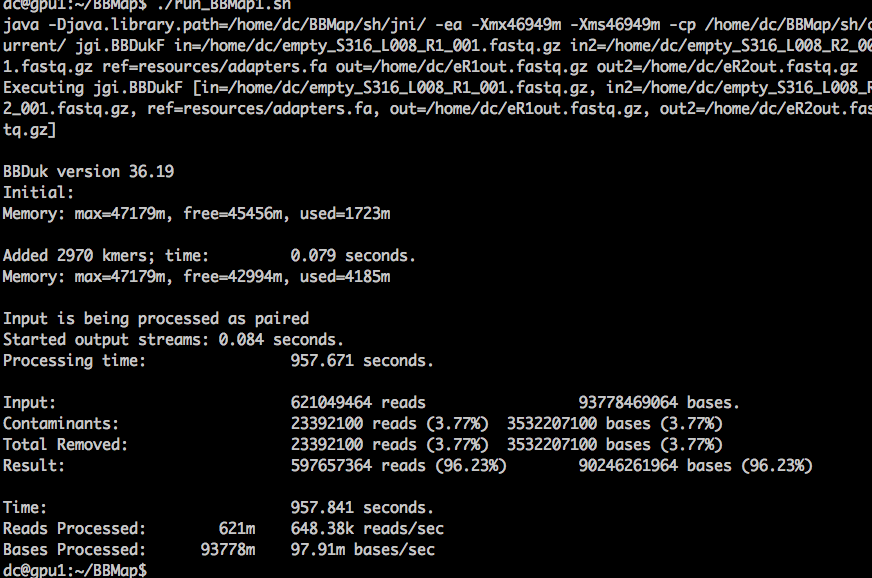 dc@gpu1:~/BBMap$ ./run_BBMap1.sh
java -Djava.library.path=/home/dc/BBMap/sh/jni/ -ea -Xmx46949m -Xms46949m -cp /home/dc/BBMap/sh/c
urrent/ jgi.BBDukF in=/home/dc/empty_S316_L008_R1_001.fastq.gz in2=/home/dc/empty_S316_L008_R2_00
1.fastq.gz ref=resources/adapters.fa out=/home/dc/eR1out.fastq.gz out2=/home/dc/eR2out.fastq.gz
Executing jgi.BBDukF [in=/home/dc/empty_S316_L008_R1_001.fastq.gz, in2=/home/dc/empty_S316_L008_R
2_001.fastq.gz, ref=resources/adapters.fa, out=/home/dc/eR1out.fastq.gz, out2=/home/dc/eR2out.fas
tq.gz]
BBDuk version 36.19
Initial:
Memory: max=47179m, free=45456m, used=1723m
Added 2970 kmers; time: 0.079 seconds.
Memory: max=47179m, free=42994m, used=4185m
Input is being processed as paired
Started output streams: 0.084 seconds.
Processing time: 957.671 seconds.
Input: 621049464 reads 93778469064 bases.
Contaminants: 23392100 reads (3.77%) 3532207100 bases (3.77%)
Total Removed: 23392100 reads (3.77%) 3532207100 bases (3.77%)
Result: 597657364 reads (96.23%) 90246261964 bases (96.23%)
Time: 957.841 seconds.
Reads Processed: 621m 648.38k reads/sec
Bases Processed: 93778m 97.91m bases/sec
dc@gpu1:~/BBMap$